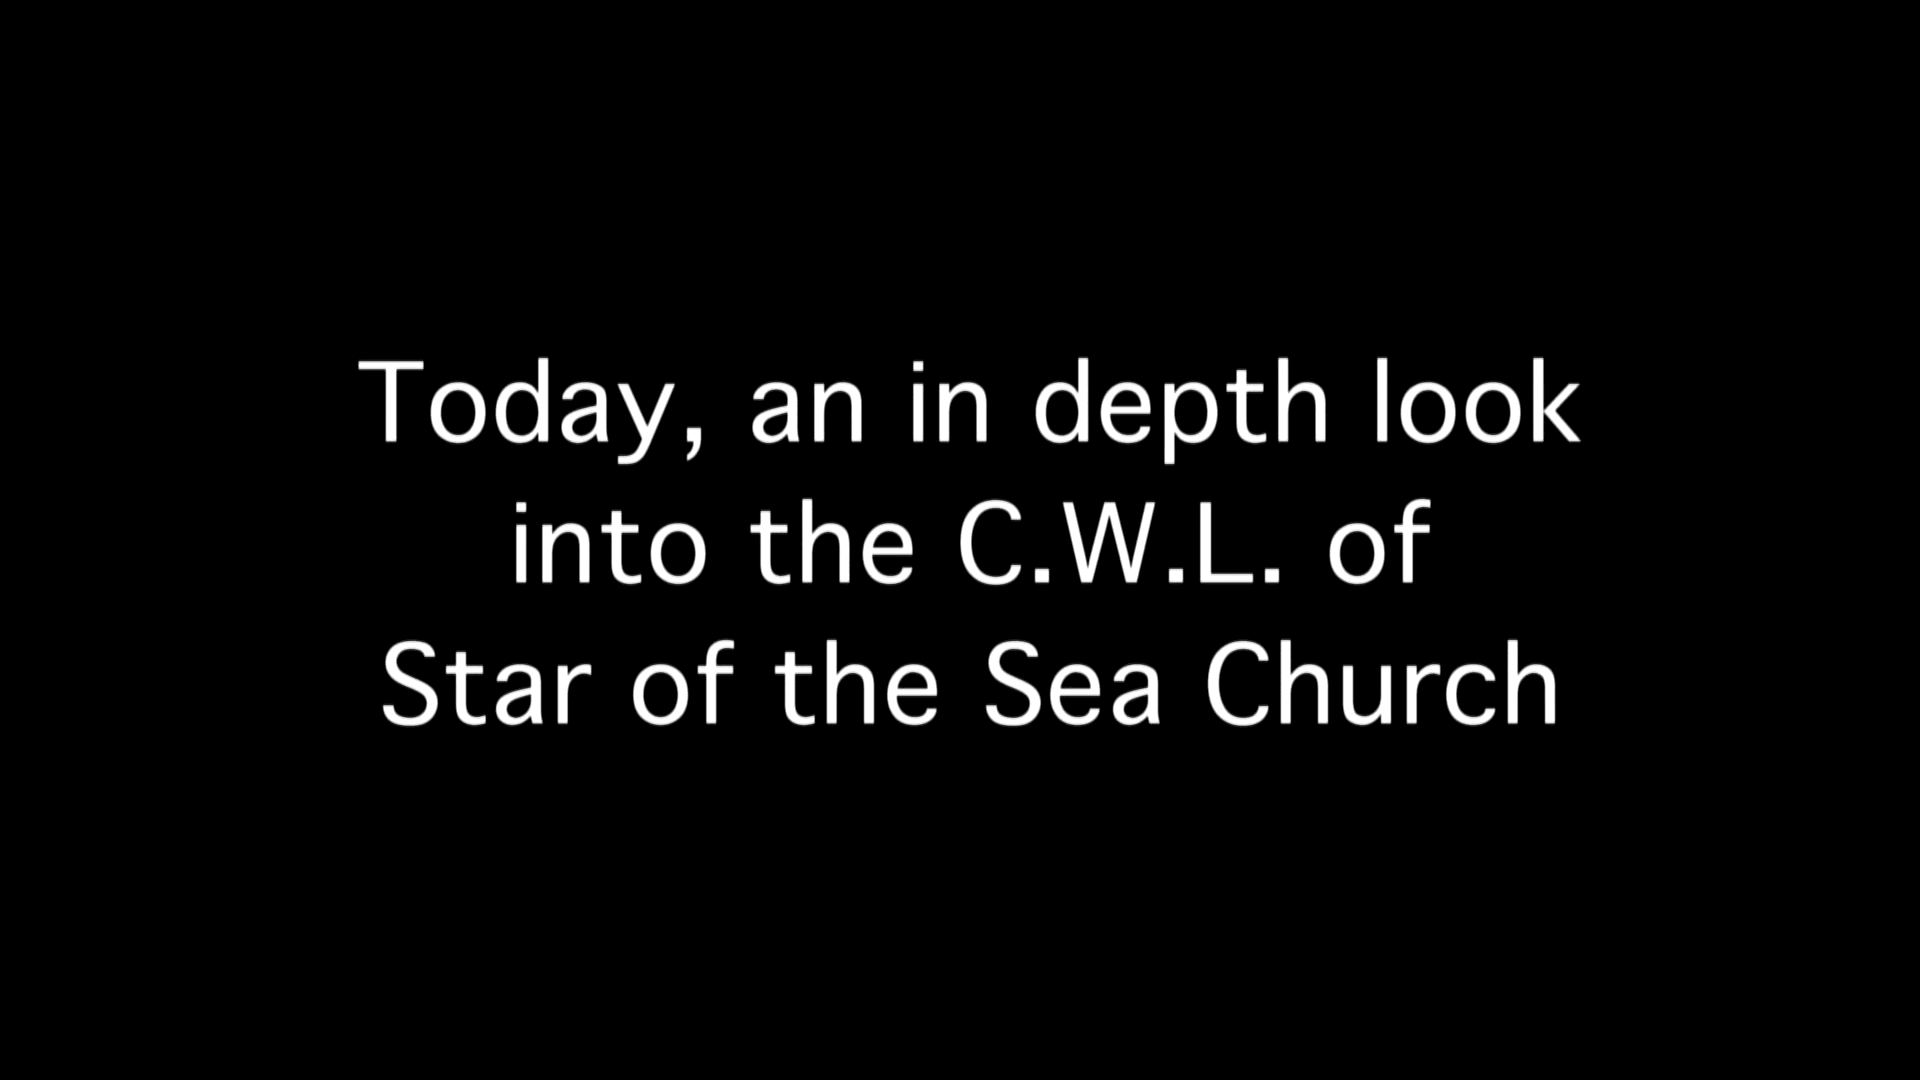 Today, an in depth look
into the C.W.L. of
Star of the Sea Church